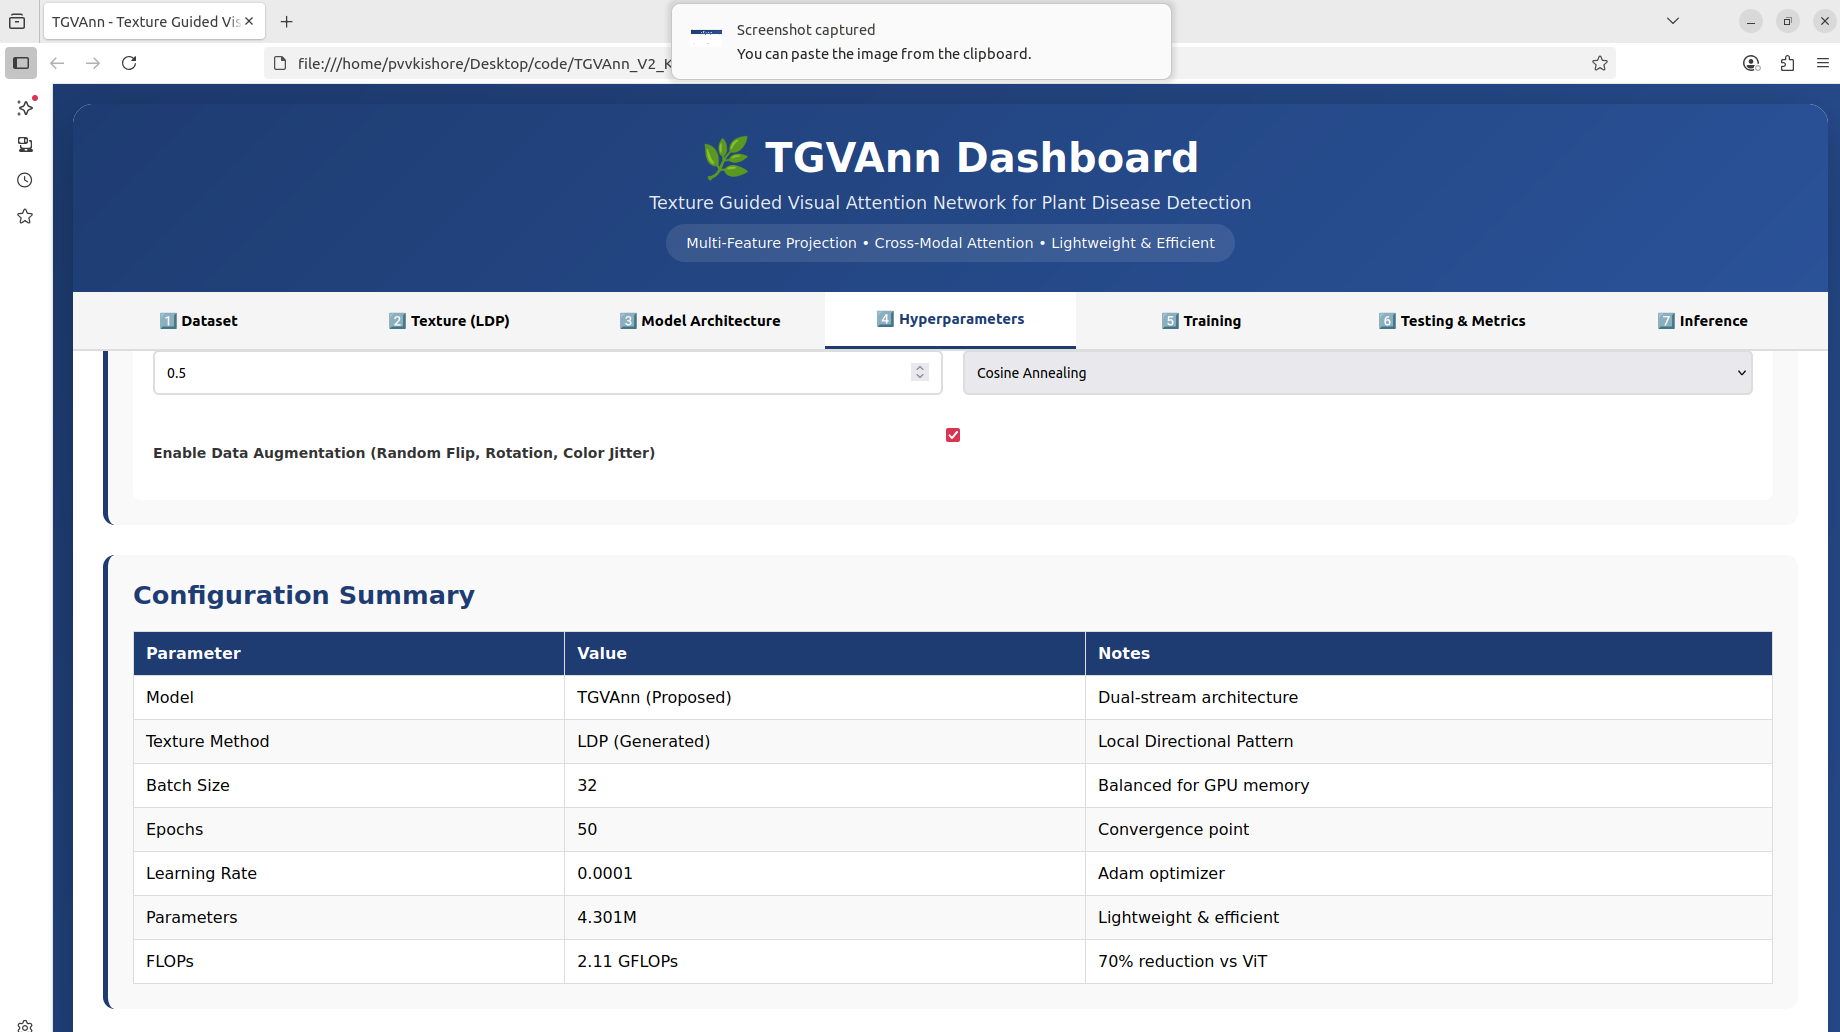 TGVAnn - Texture Guided Vis
Screenshot captured
You can paste the image from the clipboard.
file:///home/pvvkishore/Desktop/code/TGVAnn_V2_K
TGVAnn Dashboard
Texture Guided Visual Attention Network for Plant Disease Detection
Multi-Feature Projection • Cross-Modal Attention • Lightweight & Efficient
1 Dataset
2 Texture (LDP)
3 Model Architecture
4 Hyperparameters
5 Training
6 Testing & Metrics
7 Inference
0.5
Cosine Annealing
Enable Data Augmentation (Random Flip, Rotation, Color Jitter)
Configuration Summary
Parameter Value Notes
Model TGVAnn (Proposed) Dual-stream architecture
Texture Method LDP (Generated) Local Directional Pattern
Batch Size 32 Balanced for GPU memory
Epochs 50 Convergence point
Learning Rate 0.0001 Adam optimizer
Parameters 4.301M Lightweight & efficient
FLOPs 2.11 GFLOPs 70% reduction vs ViT